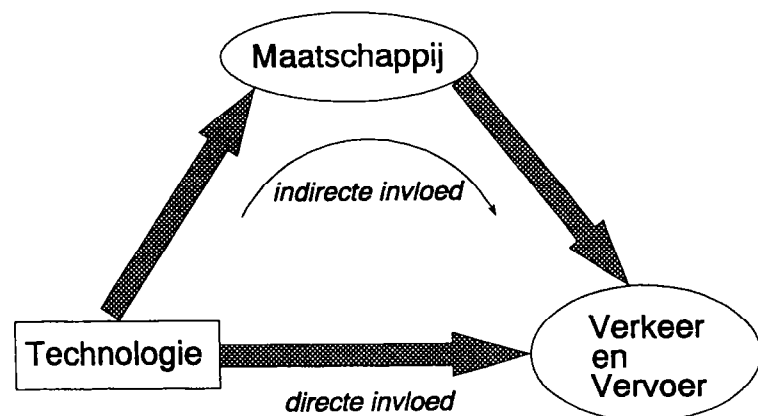 Maatschappij
indirecte invloed
Technologie
Verkeer
en
Vervoer
directe invloed